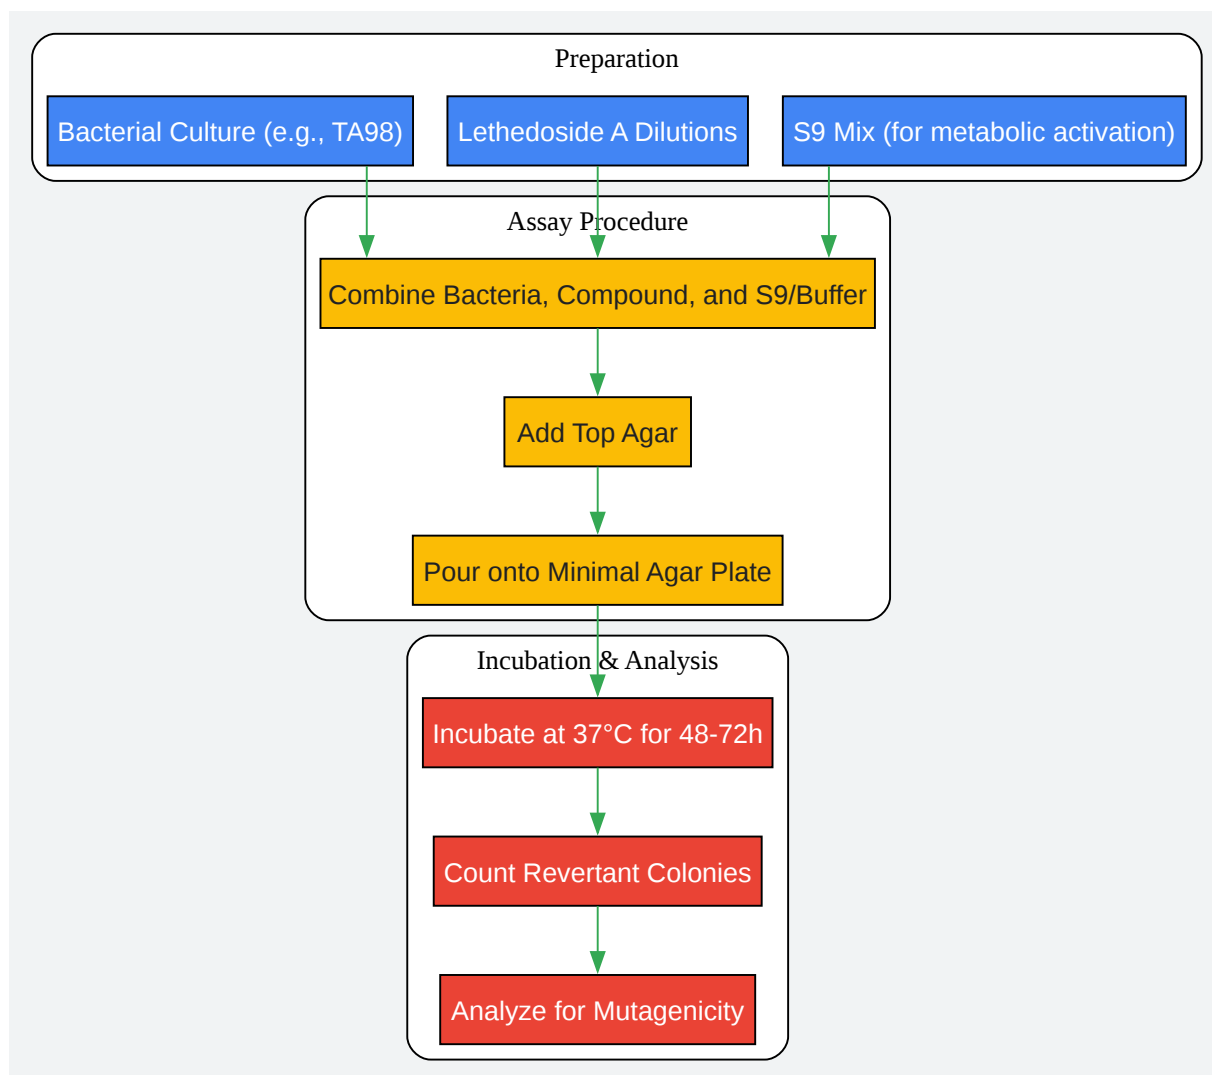 Preparation
Bacterial Culture (e.g., TA98)
Lethedoside A Dilutions
S9 Mix (for metabolic activation)
Assay Procedure
Combine Bacteria, Compound, and S9/Buffer
Add Top Agar
Pour onto Minimal Agar Plate
Incubation & Analysis
Incubate at 37°C for 48-72h
Count Revertant Colonies
Analyze for Mutagenicity